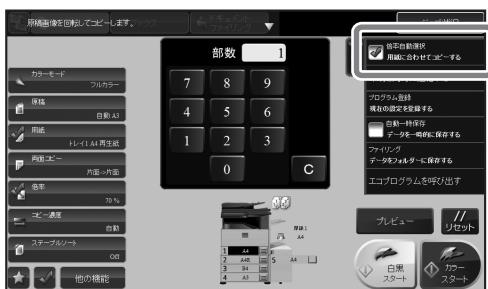 原稿画像を回転してコピーします。
部数 1
7 8 9
4 5 6
1 2 3
0 C
カラーモード
フルカラー
原稿
自動 A3
用紙
トレイ1 A4 再生紙
両面コピー
片面->片面
倍率
70 %
コピー濃度
自動
ステープルソート
Off
他の機能
倍率自動選択
用紙に合わせてコピーする
プログラム登録
現在の設定を登録する
自動一時保存
データを一時的に保存する
ファイリング
データをフォルダーに保存する
エコプログラムを呼び出す
A4
1 A4
2 A4R
3 B4
4 A3
5 A4
プレビュー
リセット
白黒
スタート
カラー
スタート